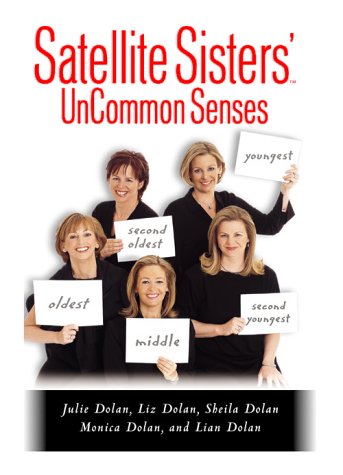 Satellite Sisters'™
UnCommon Senses
youngest
second
oldest
oldest
second
youngest
middle
Julie Dolan, Liz Dolan, Sheila Dolan
Monica Dolan, and Lian Dolan